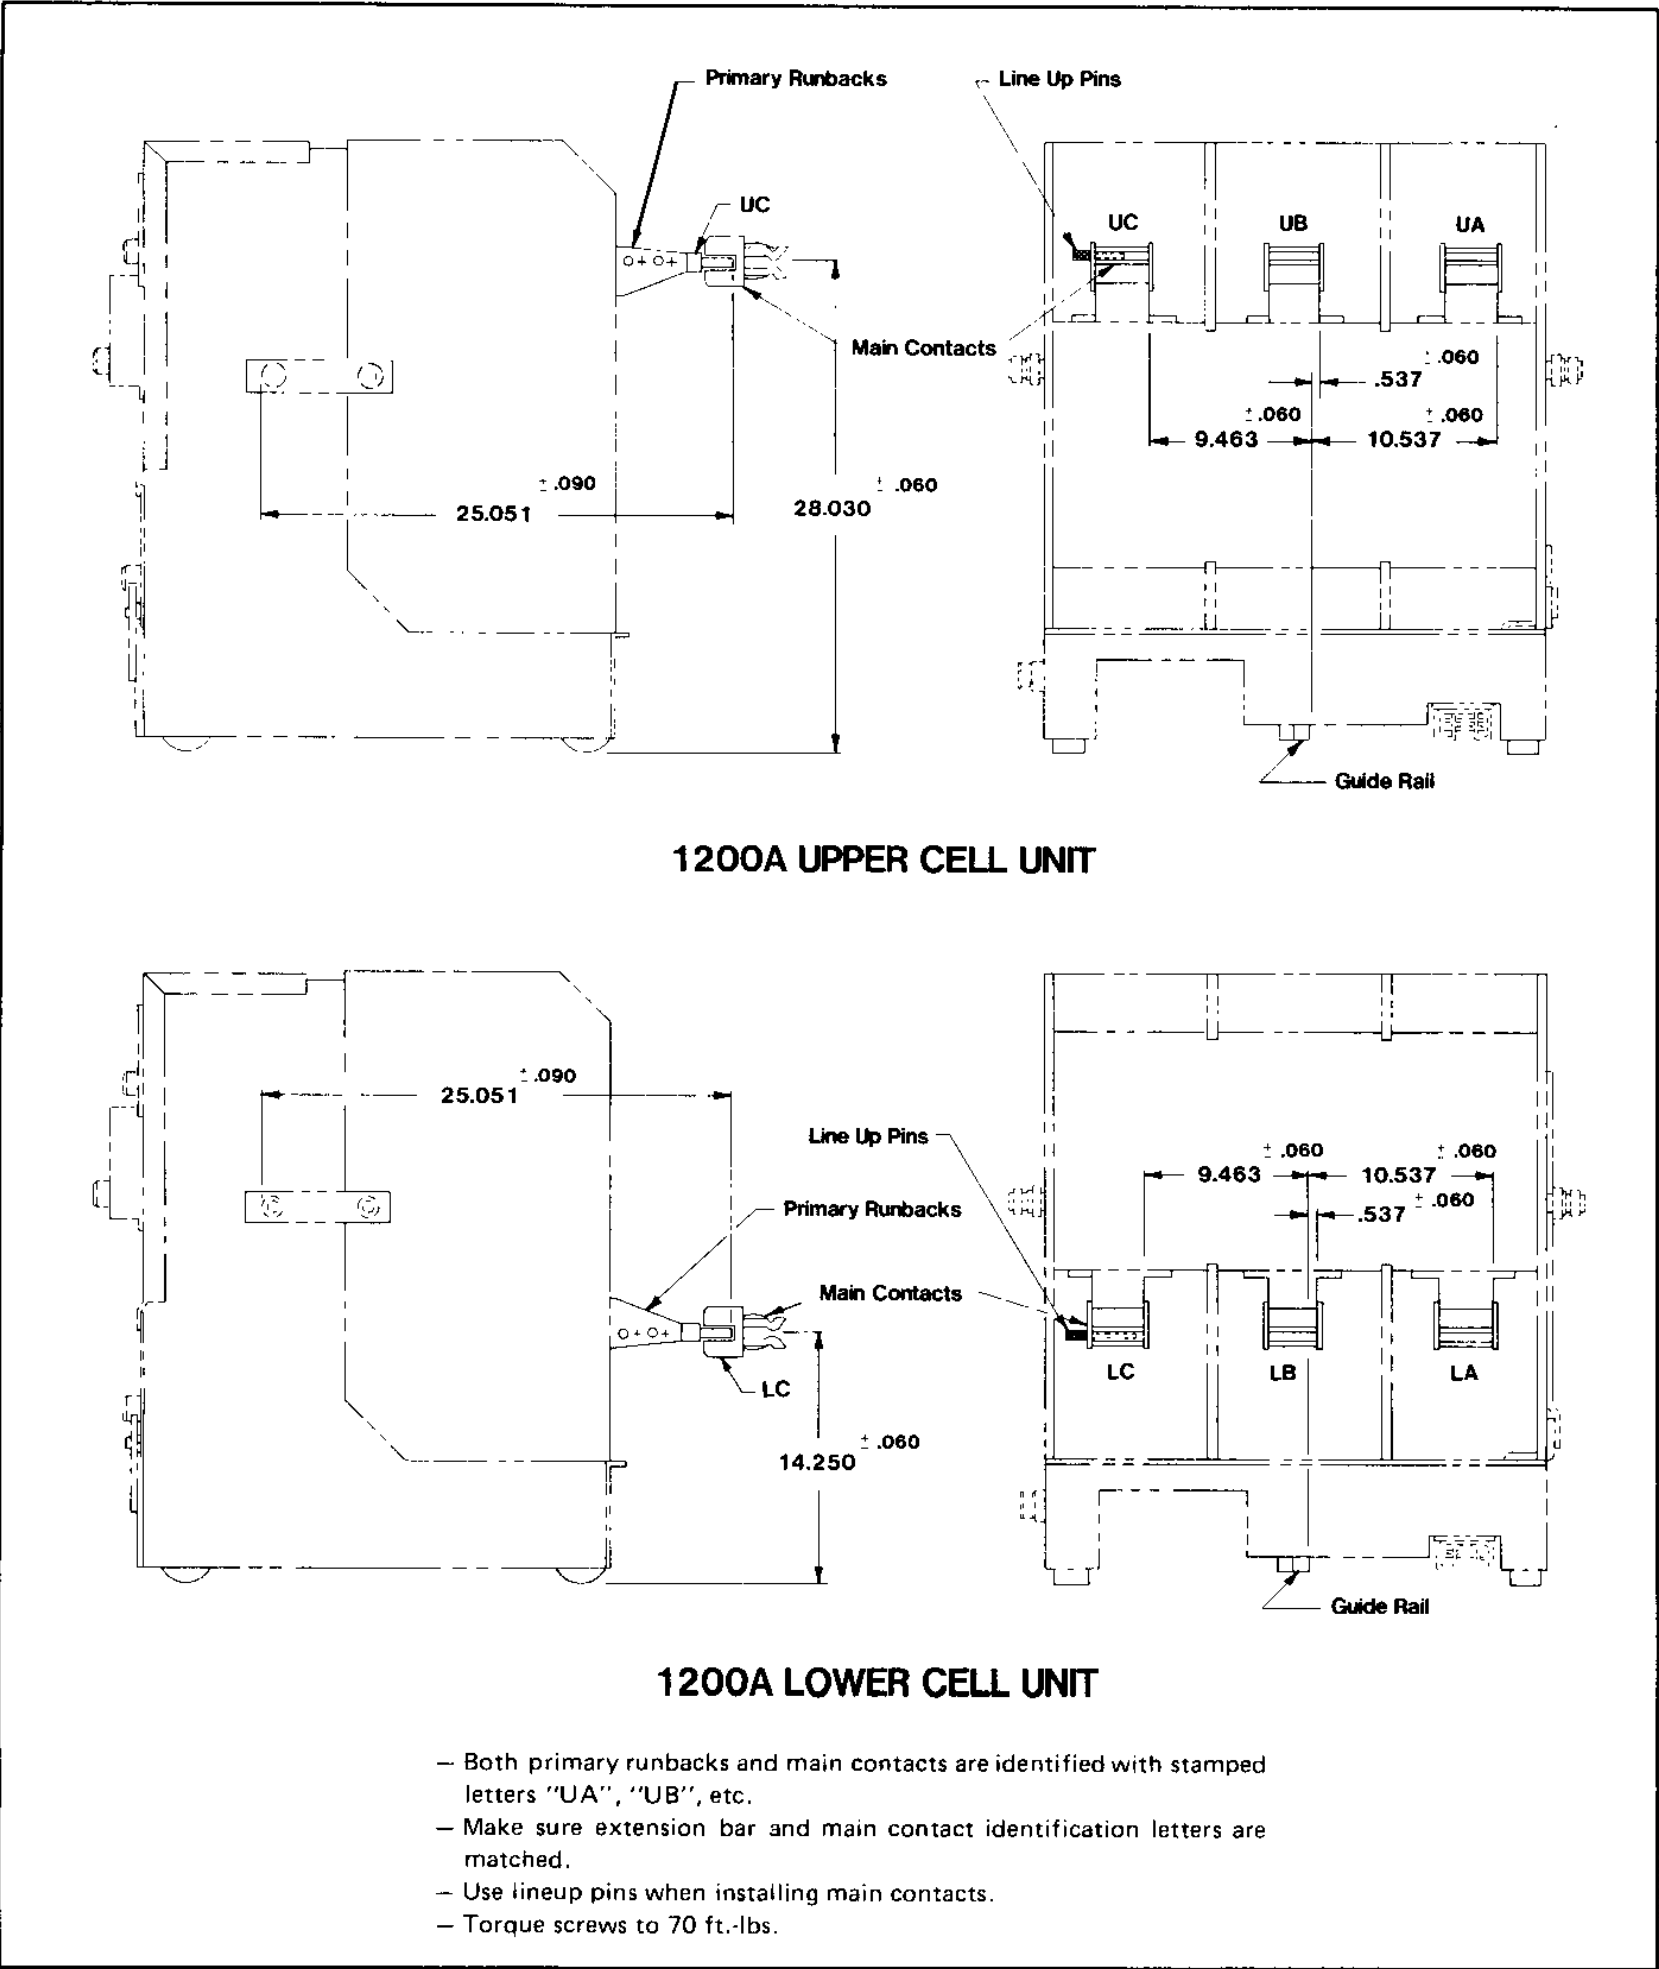 Primary Runbacks
Line Up Pins
UC
UC
UB
UA
Main Contacts
± .060
.537
± .060
± .060
9.463
10.537
± .090
25.051
± .060
28.030
Guide Rail
1200A UPPER CELL UNIT
± .090
25.051
Line Up Pins
± .060
± .060
9.463
10.537
.537 ± .060
Primary Runbacks
Main Contacts
LC
LB
LA
LC
± .060
14.250
Guide Rail
1200A LOWER CELL UNIT
— Both primary runbacks and main contacts are identified with stamped
letters "UA", "UB", etc.
— Make sure extension bar and main contact identification letters are
matched.
— Use lineup pins when installing main contacts.
— Torque screws to 70 ft.-lbs.